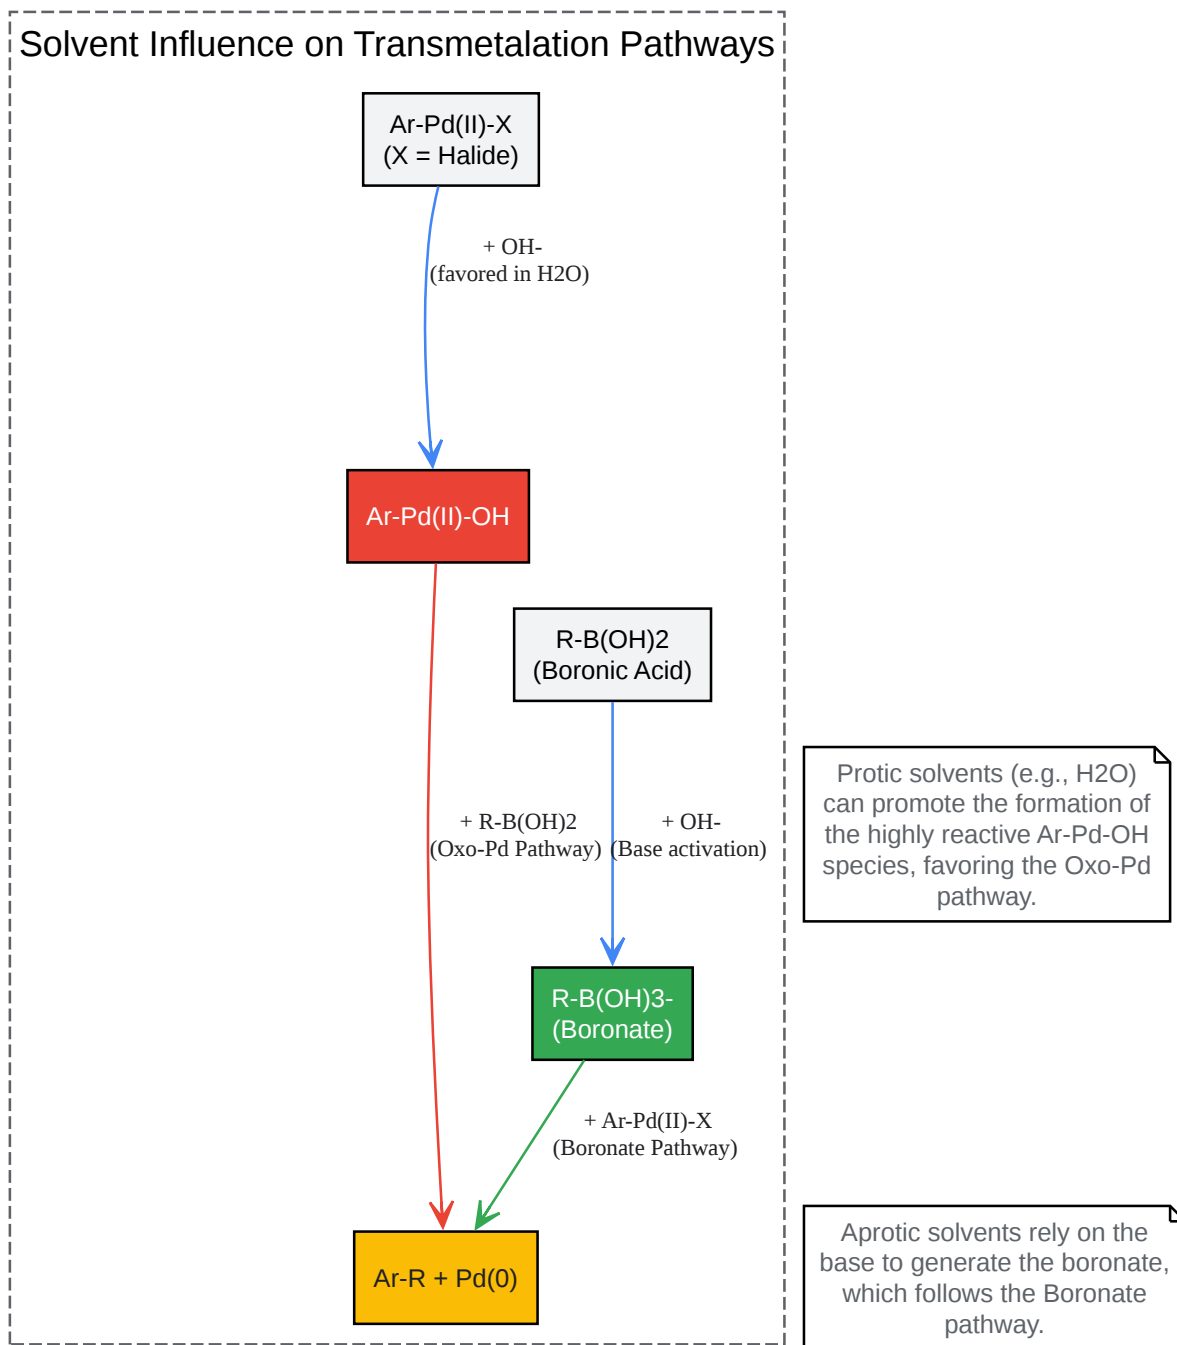 Solvent Influence on Transmetalation Pathways
Ar-Pd(II)-X
(X = Halide)
+ OH-
(favored in H2O)
Ar-Pd(II)-OH
R-B(OH)2
(Boronic Acid)
+ R-B(OH)2
(Oxo-Pd Pathway)
+ OH-
(Base activation)
Protic solvents (e.g., H2O)
can promote the formation of
the highly reactive Ar-Pd-OH
species, favoring the Oxo-Pd
pathway.
R-B(OH)3-
(Boronate)
+ Ar-Pd(II)-X
(Boronate Pathway)
Ar-R + Pd(0)
Aprotic solvents rely on the
base to generate the boronate,
which follows the Boronate
pathway.